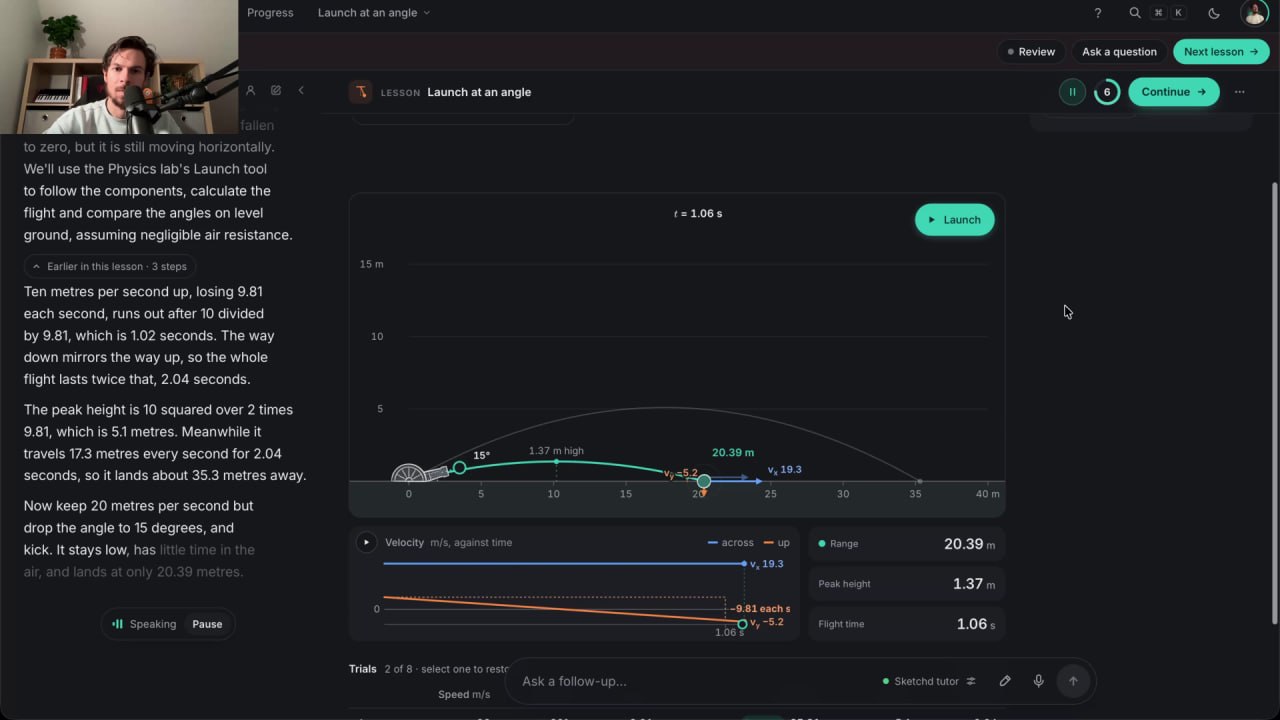 Progress
Launch at an angle
?
⌘ K
Review
Ask a question
Next lesson →
LESSON Launch at an angle
6
Continue →
fallen
to zero, but it is still moving horizontally.
We'll use the Physics lab's Launch tool
to follow the components, calculate the
flight and compare the angles on level
ground, assuming negligible air resistance.
Earlier in this lesson · 3 steps
Ten metres per second up, losing 9.81
each second, runs out after 10 divided
by 9.81, which is 1.02 seconds. The way
down mirrors the way up, so the whole
flight lasts twice that, 2.04 seconds.
The peak height is 10 squared over 2 times
9.81, which is 5.1 metres. Meanwhile it
travels 17.3 metres every second for 2.04
seconds, so it lands about 35.3 metres away.
Now keep 20 metres per second but
drop the angle to 15 degrees, and
kick. It stays low, has little time in the
air, and lands at only 20.39 metres.
Speaking
Pause
t = 1.06 s
Launch
15 m
10
5
15°
1.37 m high
20.39 m
vy −5.2
vx 19.3
0 5 10 15 20 25 30 35 40 m
Velocity m/s, against time
across
up
vx 19.3
0
−9.81 each s
vy −5.2
1.06 s
Range 20.39 m
Peak height 1.37 m
Flight time 1.06 s
Trials 2 of 8 · select one to resto
Speed m/s
Ask a follow-up...
Sketchd tutor